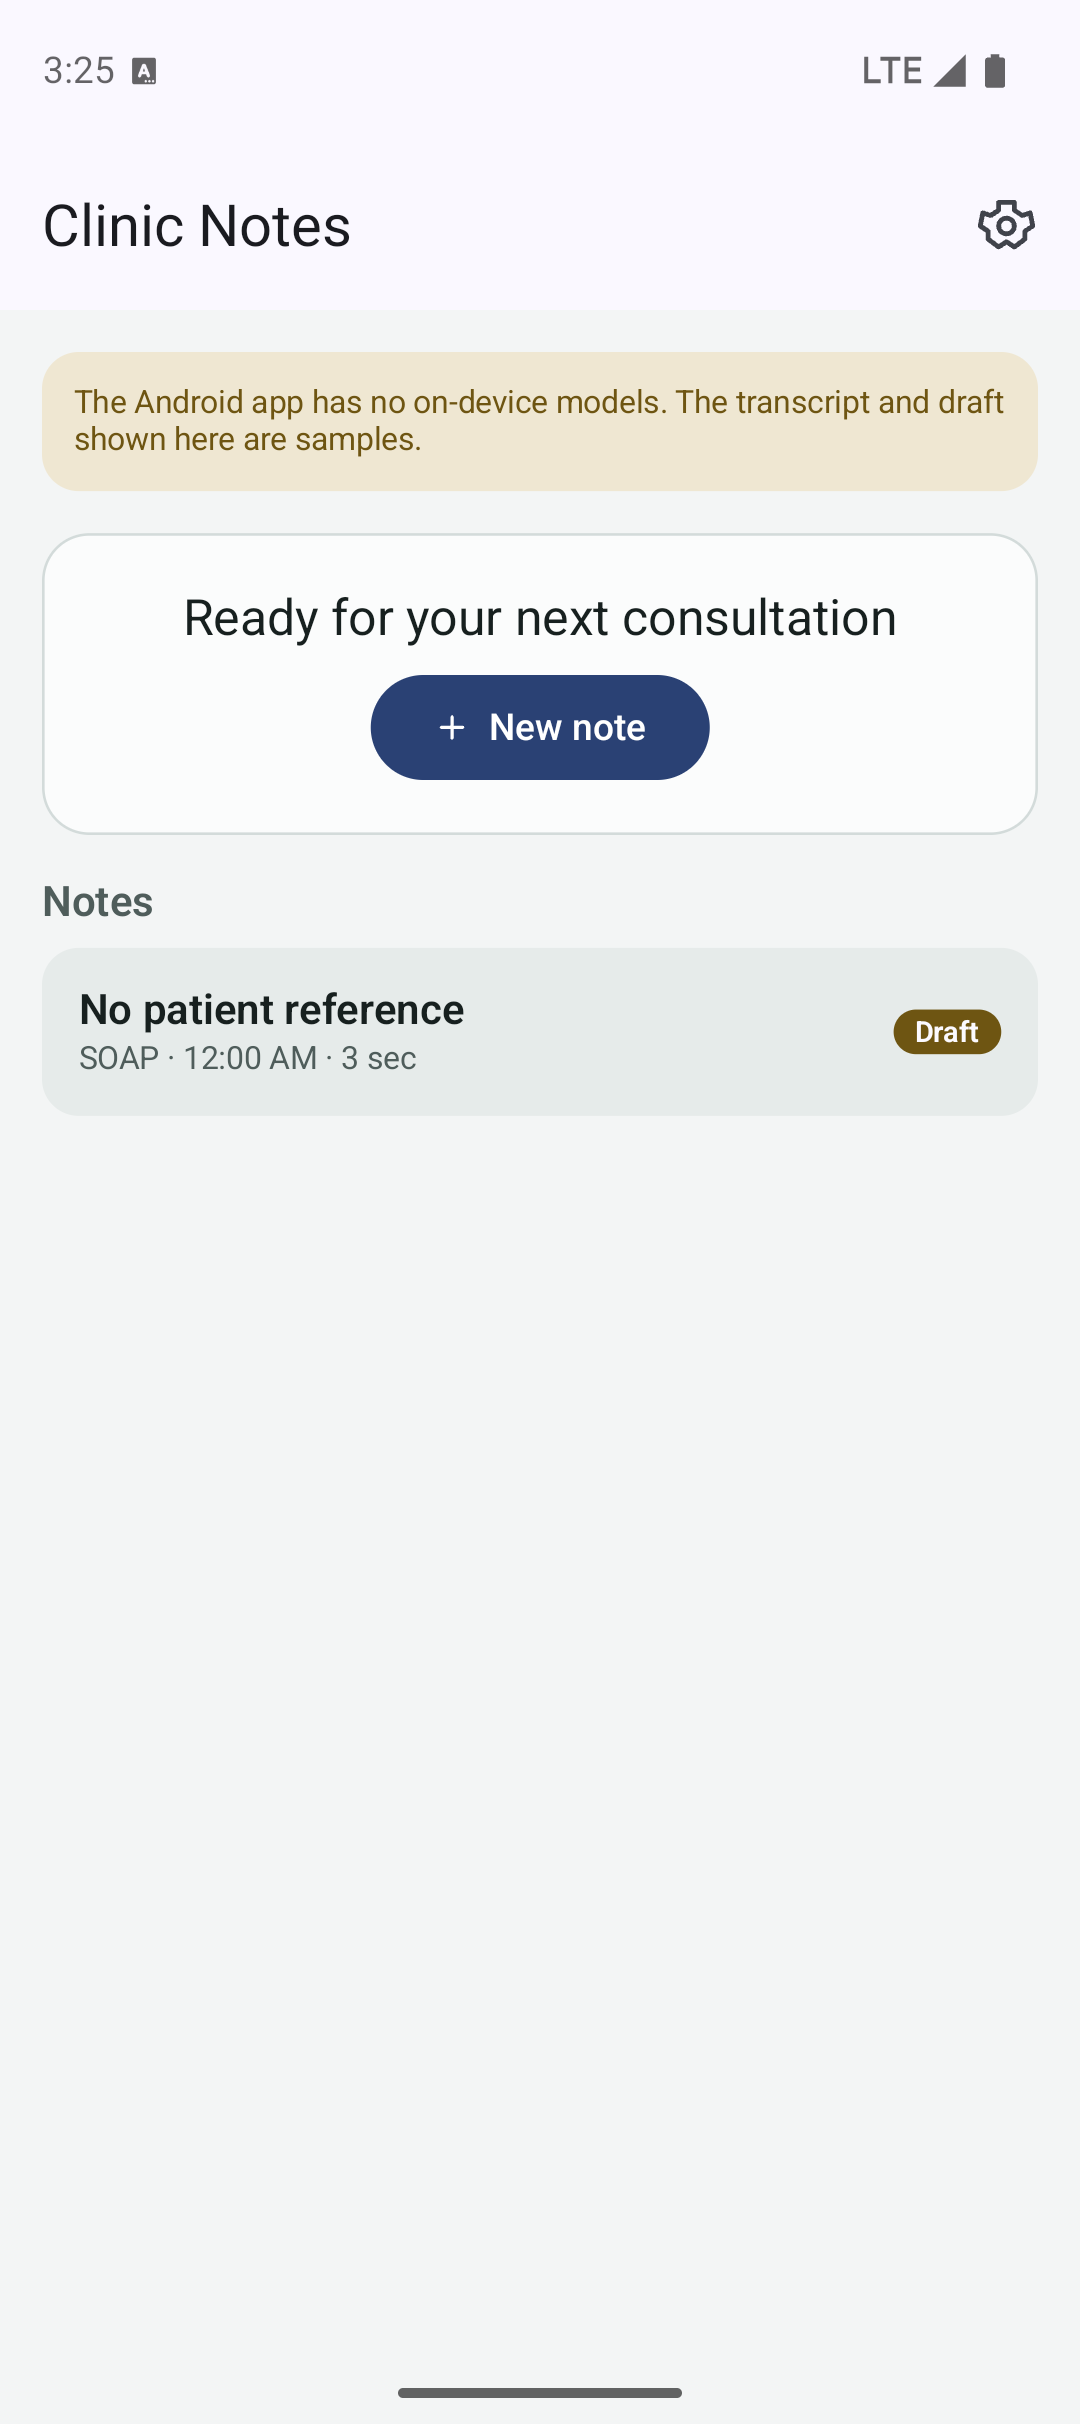 3:25
LTE
Clinic Notes
The Android app has no on-device models. The transcript and draft
shown here are samples.
Ready for your next consultation
+ New note
Notes
No patient reference
SOAP · 12:00 AM · 3 sec
Draft